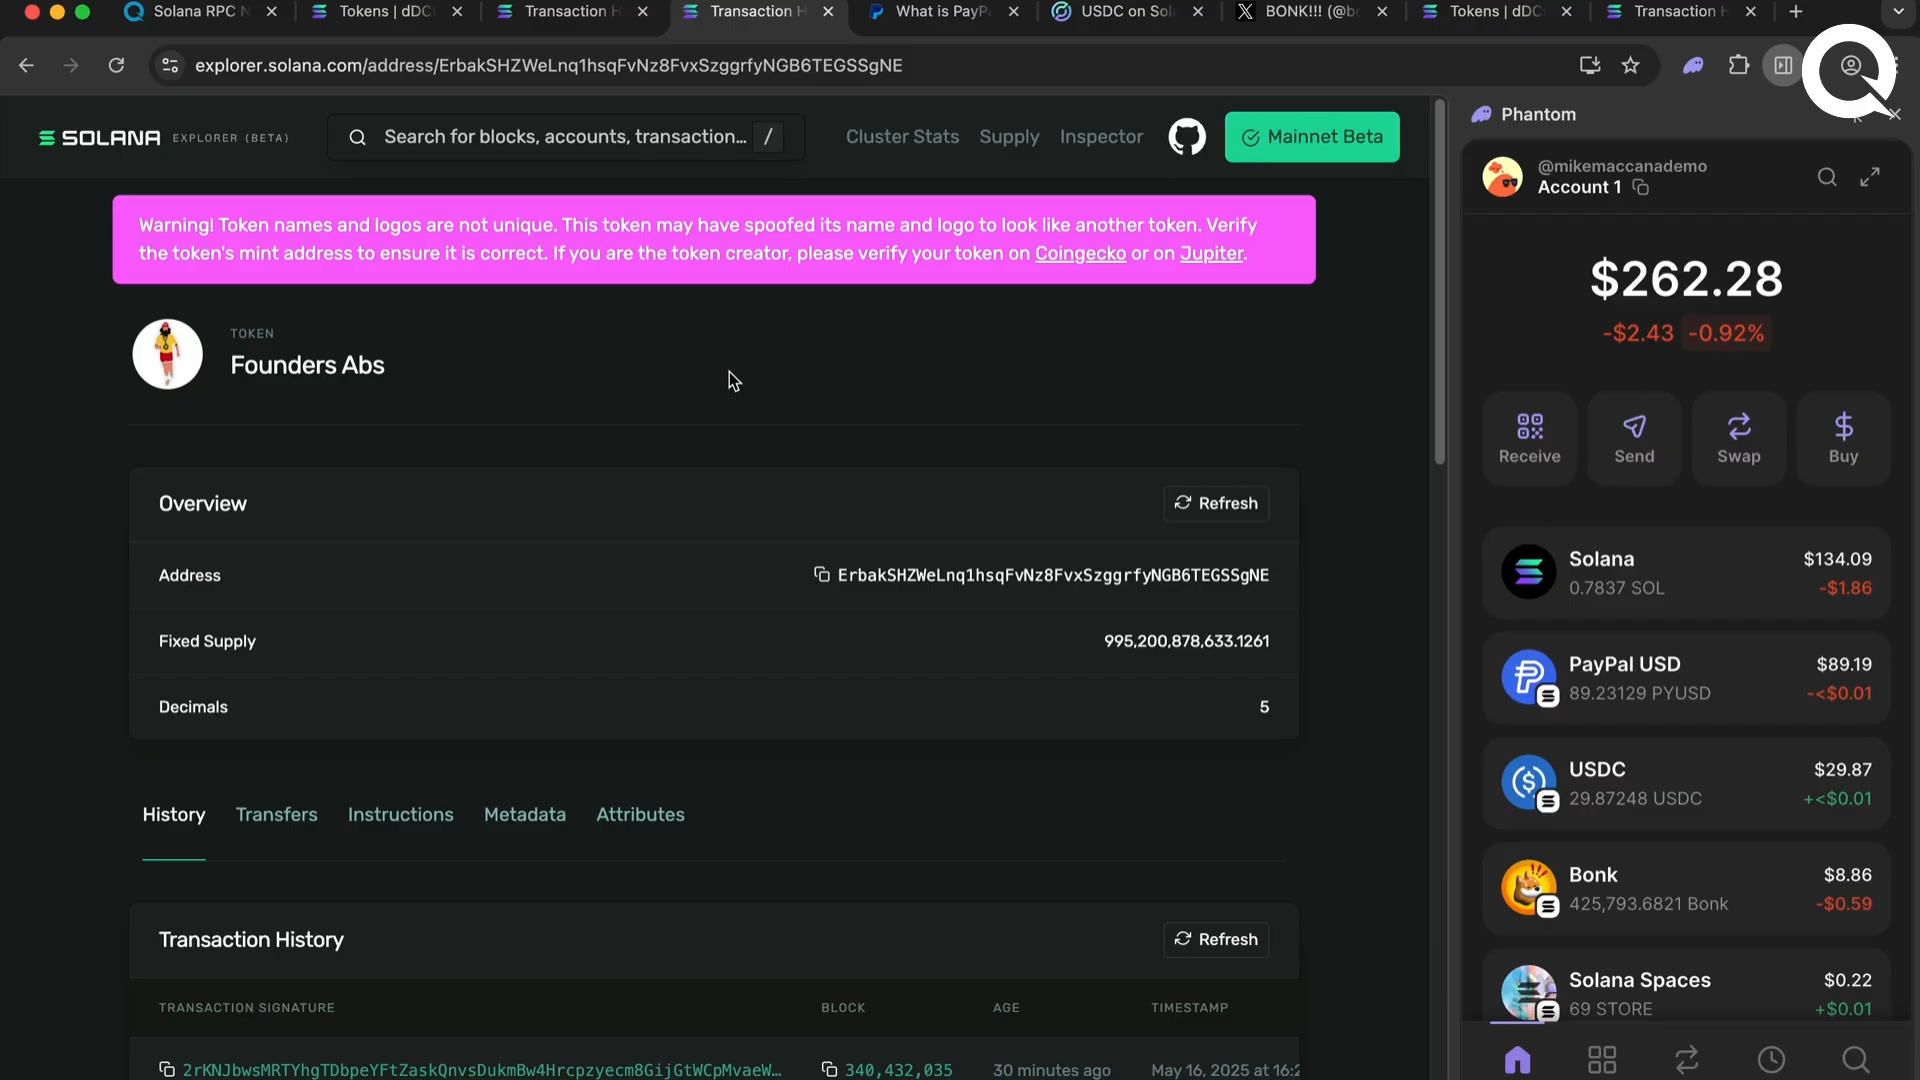 Solana RPC N
Tokens | dDC
Transaction H
Transaction H
What is PayP
USDC on Sol
BONK!!! (@b
Tokens | dDC
Transaction H
explorer.solana.com/address/ErbakSHZWeLnq1hsqFvNz8FvxSzggrfyNGB6TEGSSgNE
SOLANA EXPLORER (BETA)
Search for blocks, accounts, transaction... /
Cluster Stats
Supply
Inspector
Mainnet Beta
Warning! Token names and logos are not unique. This token may have spoofed its name and logo to look like another token. Verify
the token's mint address to ensure it is correct. If you are the token creator, please verify your token on Coingecko or on Jupiter.
TOKEN
Founders Abs
Overview
Refresh
Address
ErbakSHZWeLnq1hsqFvNz8FvxSzggrfyNGB6TEGSSgNE
Fixed Supply
995,200,878,633.1261
Decimals
5
History
Transfers
Instructions
Metadata
Attributes
Transaction History
Refresh
TRANSACTION SIGNATURE
BLOCK
AGE
TIMESTAMP
2rKNJbwsMRTYhgTDbpeYFtZaskQnvsDukmBw4Hrcpzyecm8GijGtWCpMvaeW…
340,432,035
30 minutes ago
May 16, 2025 at 16:2
Phantom
@mikemaccanademo
Account 1
$262.28
-$2.43 -0.92%
Receive
Send
Swap
Buy
Solana
$134.09
0.7837 SOL
-$1.86
PayPal USD
$89.19
89.23129 PYUSD
-<$0.01
USDC
$29.87
29.87248 USDC
+<$0.01
Bonk
$8.86
425,793.6821 Bonk
-$0.59
Solana Spaces
$0.22
69 STORE
+$0.01